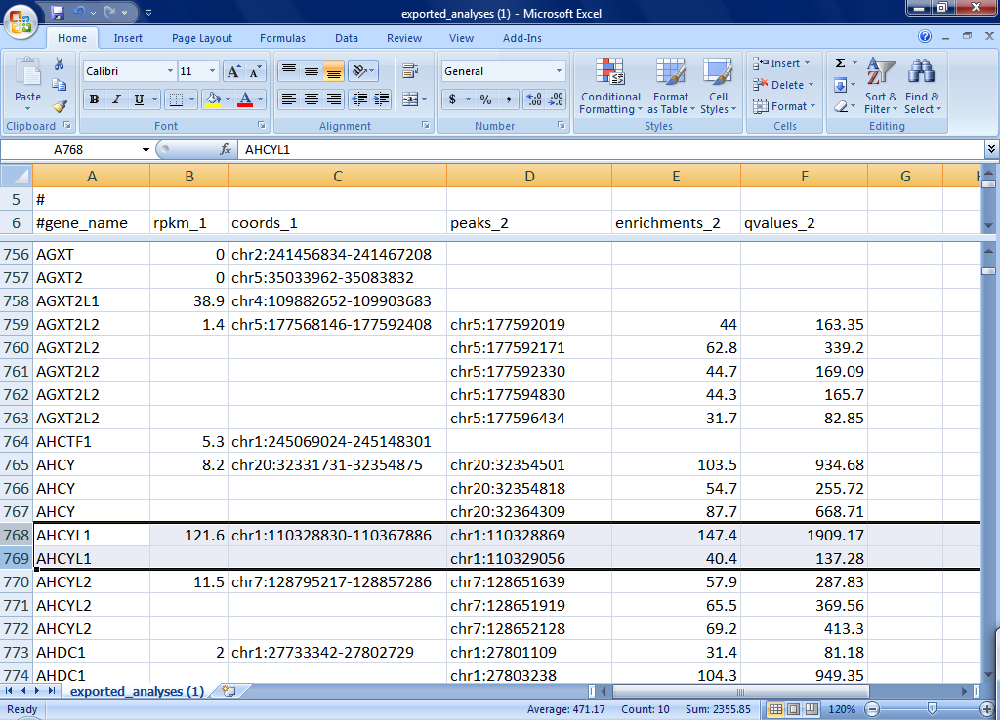 exported_analyses (1) - Microsoft Excel
Home Insert Page Layout Formulas Data Review View Add-Ins
Paste Calibri 11 General Conditional Formatting Format as Table Cell Styles Insert Delete Format Sort & Filter Find & Select
Clipboard Font Alignment Number Styles Cells Editing
A768 fx AHCYL1
A B C D E F G H
5 #
6 #gene_name rpkm_1 coords_1 peaks_2 enrichments_2 qvalues_2
756 AGXT 0 chr2:241456834-241467208
757 AGXT2 0 chr5:35033962-35083832
758 AGXT2L1 38.9 chr4:109882652-109903683
759 AGXT2L2 1.4 chr5:177568146-177592408 chr5:177592019 44 163.35
760 AGXT2L2 chr5:177592171 62.8 339.2
761 AGXT2L2 chr5:177592330 44.7 169.09
762 AGXT2L2 chr5:177594830 44.3 165.7
763 AGXT2L2 chr5:177596434 31.7 82.85
764 AHCTF1 5.3 chr1:245069024-245148301
765 AHCY 8.2 chr20:32331731-32354875 chr20:32354501 103.5 934.68
766 AHCY chr20:32354818 54.7 255.72
767 AHCY chr20:32364309 87.7 668.71
768 AHCYL1 121.6 chr1:110328830-110367886 chr1:110328869 147.4 1909.17
769 AHCYL1 chr1:110329056 40.4 137.28
770 AHCYL2 11.5 chr7:128795217-128857286 chr7:128651639 57.9 287.83
771 AHCYL2 chr7:128651919 65.5 369.56
772 AHCYL2 chr7:128652128 69.2 413.3
773 AHDC1 2 chr1:27733342-27802729 chr1:27801109 31.4 81.18
774 AHDC1 chr1:27803238 104.3 949.35
exported_analyses (1)
Ready Average: 471.17 Count: 10 Sum: 2355.85 120%